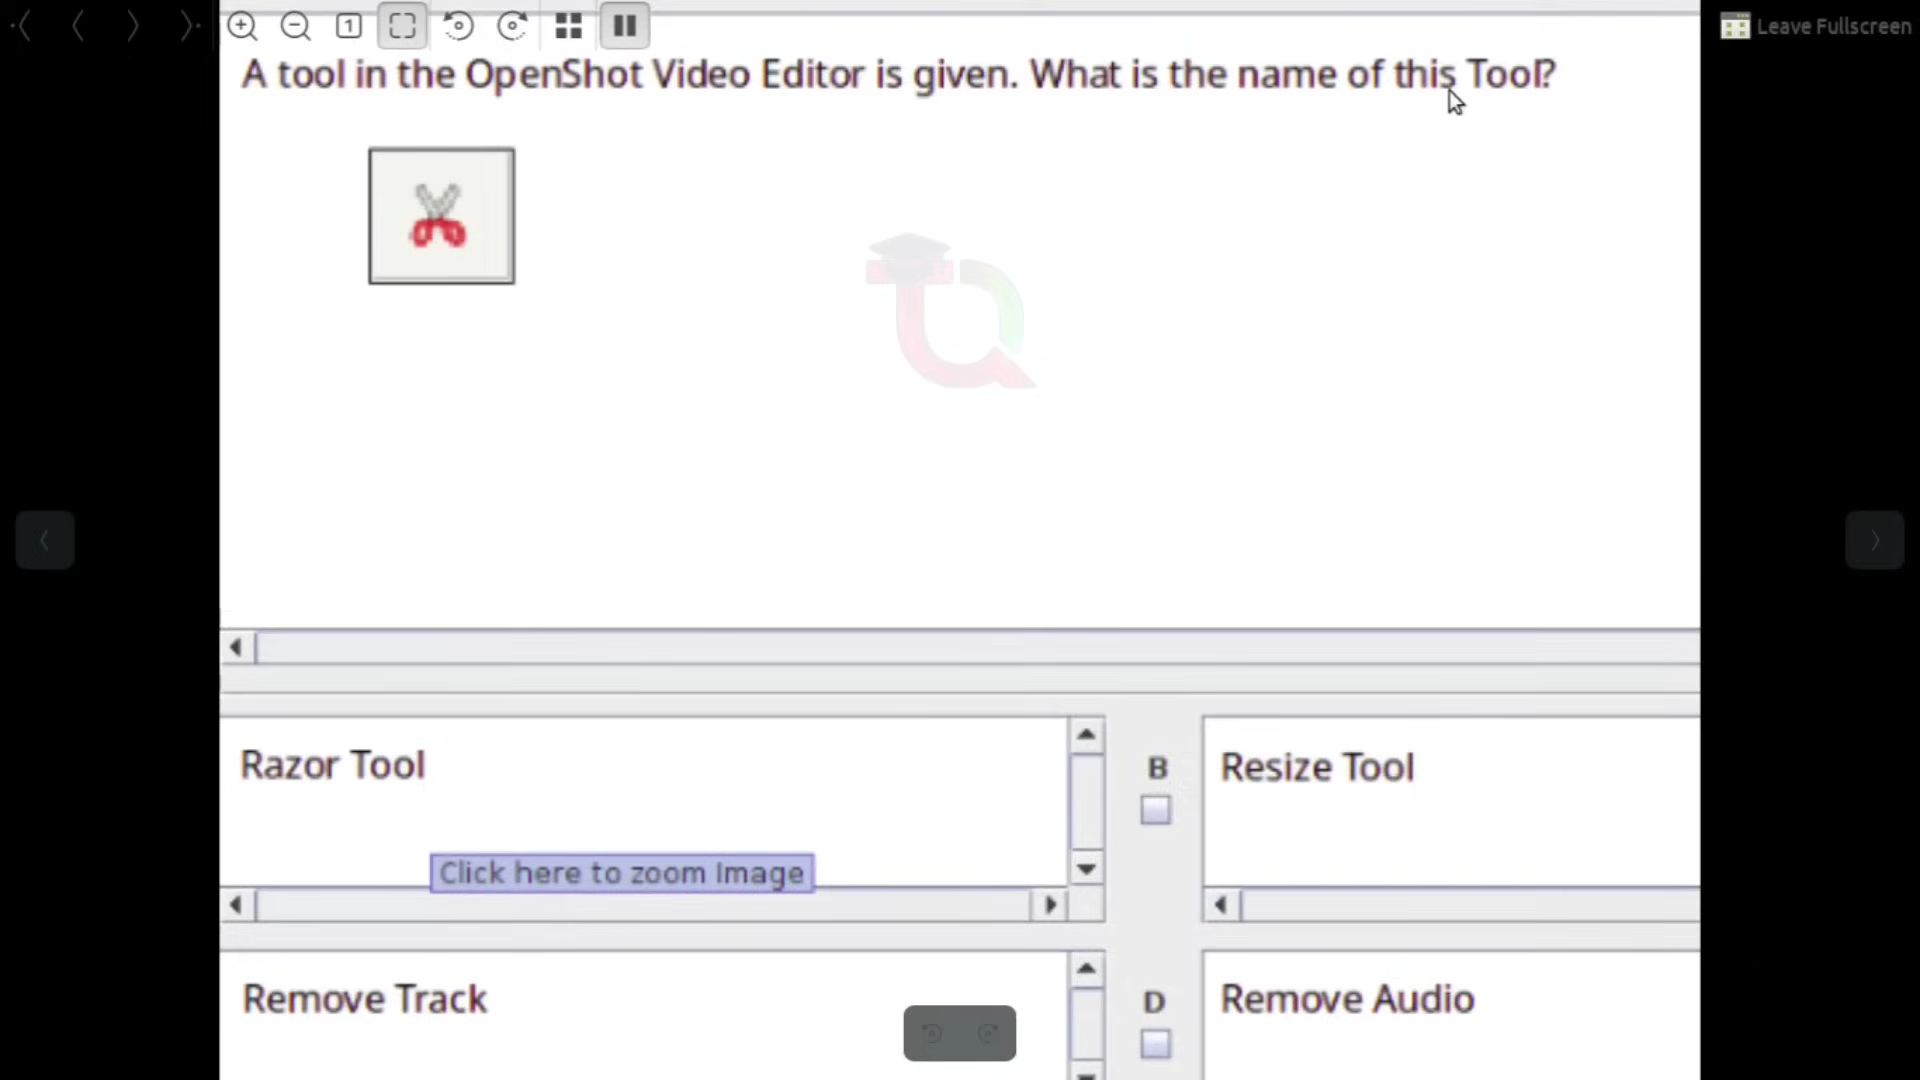 1
Leave Fullscreen
A tool in the OpenShot Video Editor is given. What is the name of this Tool?
Razor Tool
B
Resize Tool
Click here to zoom Image
Remove Track
D
Remove Audio